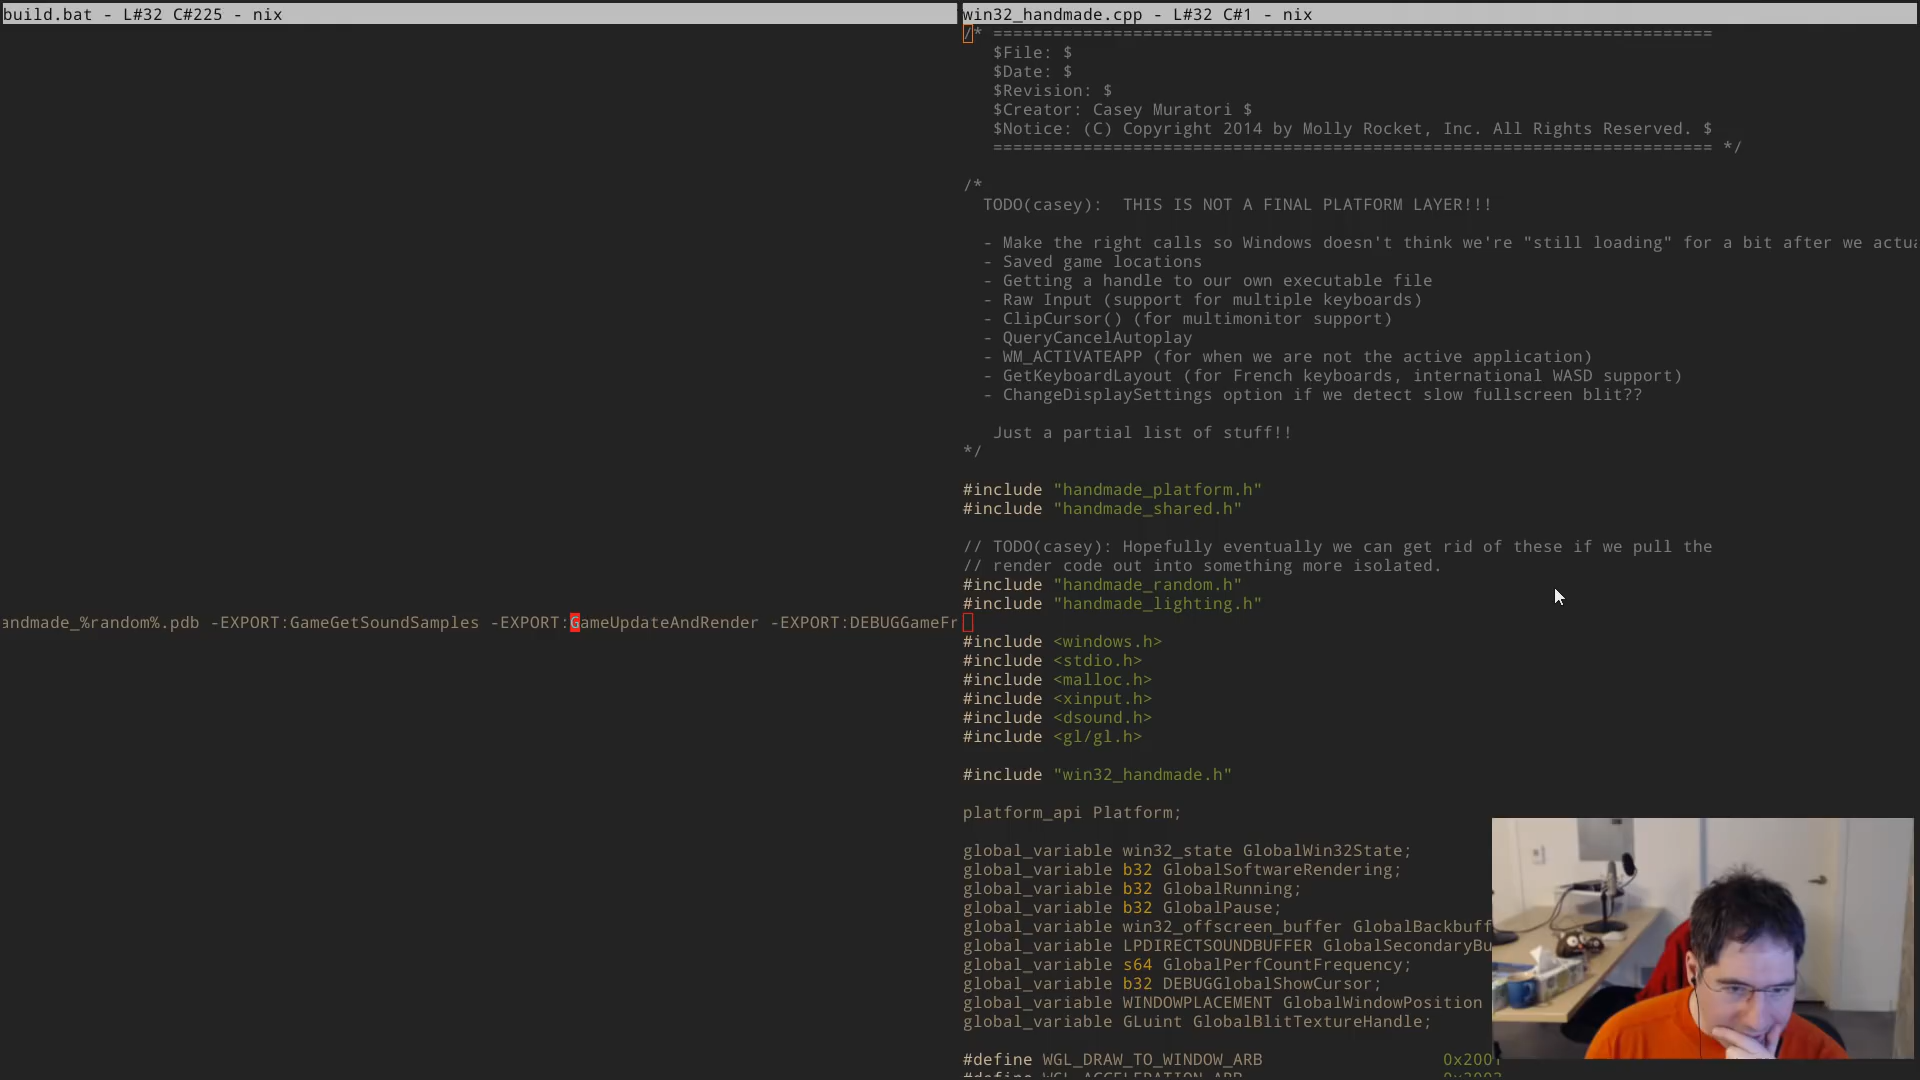 build.bat - L#32 C#225 - nix
andmade_%random%.pdb -EXPORT:GameGetSoundSamples -EXPORT:GameUpdateAndRender -EXPORT:DEBUGGameFr
win32_handmade.cpp - L#32 C#1 - nix
/* ========================================================================
$File: $
$Date: $
$Revision: $
$Creator: Casey Muratori $
$Notice: (C) Copyright 2014 by Molly Rocket, Inc. All Rights Reserved. $
======================================================================== */
/*
TODO(casey):  THIS IS NOT A FINAL PLATFORM LAYER!!!
- Make the right calls so Windows doesn't think we're "still loading" for a bit after we actua
- Saved game locations
- Getting a handle to our own executable file
- Raw Input (support for multiple keyboards)
- ClipCursor() (for multimonitor support)
- QueryCancelAutoplay
- WM_ACTIVATEAPP (for when we are not the active application)
- GetKeyboardLayout (for French keyboards, international WASD support)
- ChangeDisplaySettings option if we detect slow fullscreen blit??
Just a partial list of stuff!!
*/
#include "handmade_platform.h"
#include "handmade_shared.h"
// TODO(casey): Hopefully eventually we can get rid of these if we pull the
// render code out into something more isolated.
#include "handmade_random.h"
#include "handmade_lighting.h"
#include <windows.h>
#include <stdio.h>
#include <malloc.h>
#include <xinput.h>
#include <dsound.h>
#include <gl/gl.h>
#include "win32_handmade.h"
platform_api Platform;
global_variable win32_state GlobalWin32State;
global_variable b32 GlobalSoftwareRendering;
global_variable b32 GlobalRunning;
global_variable b32 GlobalPause;
global_variable win32_offscreen_buffer GlobalBackbuff
global_variable LPDIRECTSOUNDBUFFER GlobalSecondaryBu
global_variable s64 GlobalPerfCountFrequency;
global_variable b32 DEBUGGlobalShowCursor;
global_variable WINDOWPLACEMENT GlobalWindowPosition
global_variable GLuint GlobalBlitTextureHandle;
#define WGL_DRAW_TO_WINDOW_ARB 0x2001
#define WGL_ACCELERATION_ARB 0x2003